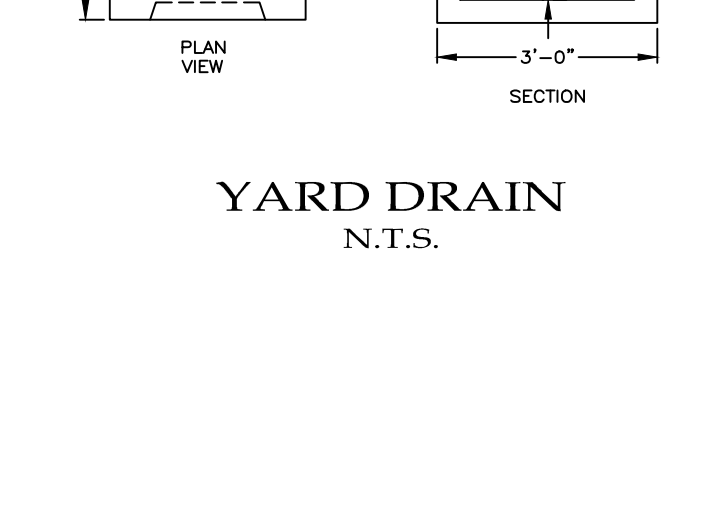 PLAN
VIEW
3'-0"
SECTION
YARD DRAIN
N.T.S.